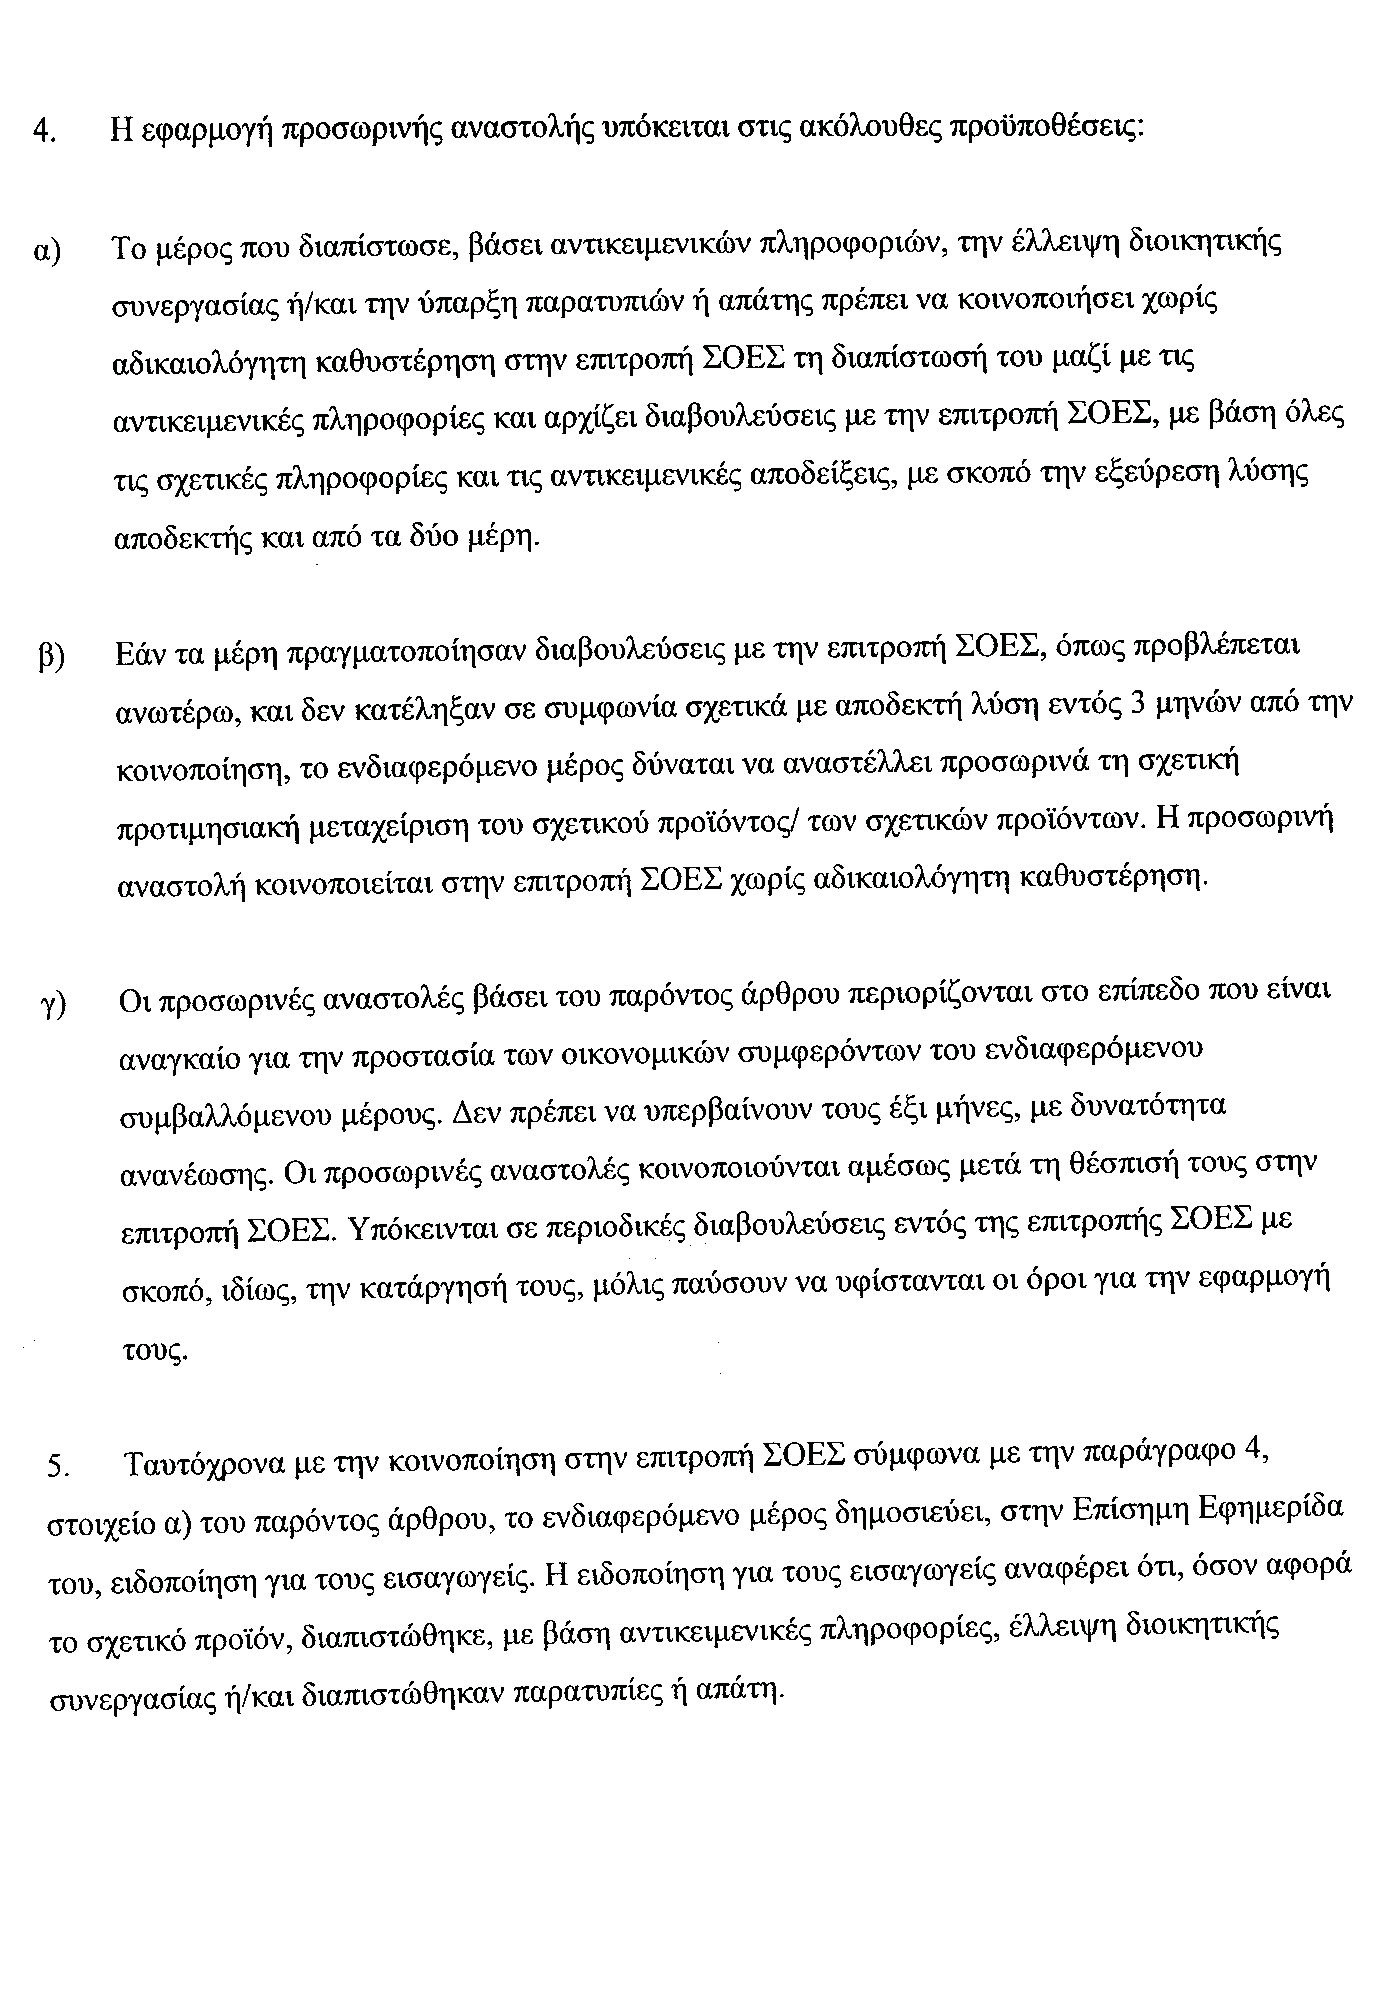 4. Η εφαρμογή προσωρινής αναστολής υπόκειται στις ακόλουθες προϋποθέσεις:
α) Το μέρος που διαπίστωσε, βάσει αντικειμενικών πληροφοριών, την έλλειψη διοικητικής
συνεργασίας ή/και την ύπαρξη παρατυπιών ή απάτης πρέπει να κοινοποιήσει χωρίς
αδικαιολόγητη καθυστέρηση στην επιτροπή ΣΟΕΣ τη διαπίστωσή του μαζί με τις
αντικειμενικές πληροφορίες και αρχίζει διαβουλεύσεις με την επιτροπή ΣΟΕΣ, με βάση όλες
τις σχετικές πληροφορίες και τις αντικειμενικές αποδείξεις, με σκοπό την εξεύρεση λύσης
αποδεκτής και από τα δύο μέρη.
β) Εάν τα μέρη πραγματοποίησαν διαβουλεύσεις με την επιτροπή ΣΟΕΣ, όπως προβλέπεται
ανωτέρω, και δεν κατέληξαν σε συμφωνία σχετικά με αποδεκτή λύση εντός 3 μηνών από την
κοινοποίηση, το ενδιαφερόμενο μέρος δύναται να αναστέλλει προσωρινά τη σχετική
προτιμησιακή μεταχείριση του σχετικού προϊόντος/ των σχετικών προϊόντων. Η προσωρινή
αναστολή κοινοποιείται στην επιτροπή ΣΟΕΣ χωρίς αδικαιολόγητη καθυστέρηση.
γ) Οι προσωρινές αναστολές βάσει του παρόντος άρθρου περιορίζονται στο επίπεδο που είναι
αναγκαίο για την προστασία των οικονομικών συμφερόντων του ενδιαφερόμενου
συμβαλλόμενου μέρους. Δεν πρέπει να υπερβαίνουν τους έξι μήνες, με δυνατότητα
ανανέωσης. Οι προσωρινές αναστολές κοινοποιούνται αμέσως μετά τη θέσπισή τους στην
επιτροπή ΣΟΕΣ. Υπόκεινται σε περιοδικές διαβουλεύσεις εντός της επιτροπής ΣΟΕΣ με
σκοπό, ιδίως, την κατάργησή τους, μόλις παύσουν να υφίστανται οι όροι για την εφαρμογή
τους.
5. Ταυτόχρονα με την κοινοποίηση στην επιτροπή ΣΟΕΣ σύμφωνα με την παράγραφο 4,
στοιχείο α) του παρόντος άρθρου, το ενδιαφερόμενο μέρος δημοσιεύει, στην Επίσημη Εφημερίδα
του, ειδοποίηση για τους εισαγωγείς. Η ειδοποίηση για τους εισαγωγείς αναφέρει ότι, όσον αφορά
το σχετικό προϊόν, διαπιστώθηκε, με βάση αντικειμενικές πληροφορίες, έλλειψη διοικητικής
συνεργασίας ή/και διαπιστώθηκαν παρατυπίες ή απάτη.